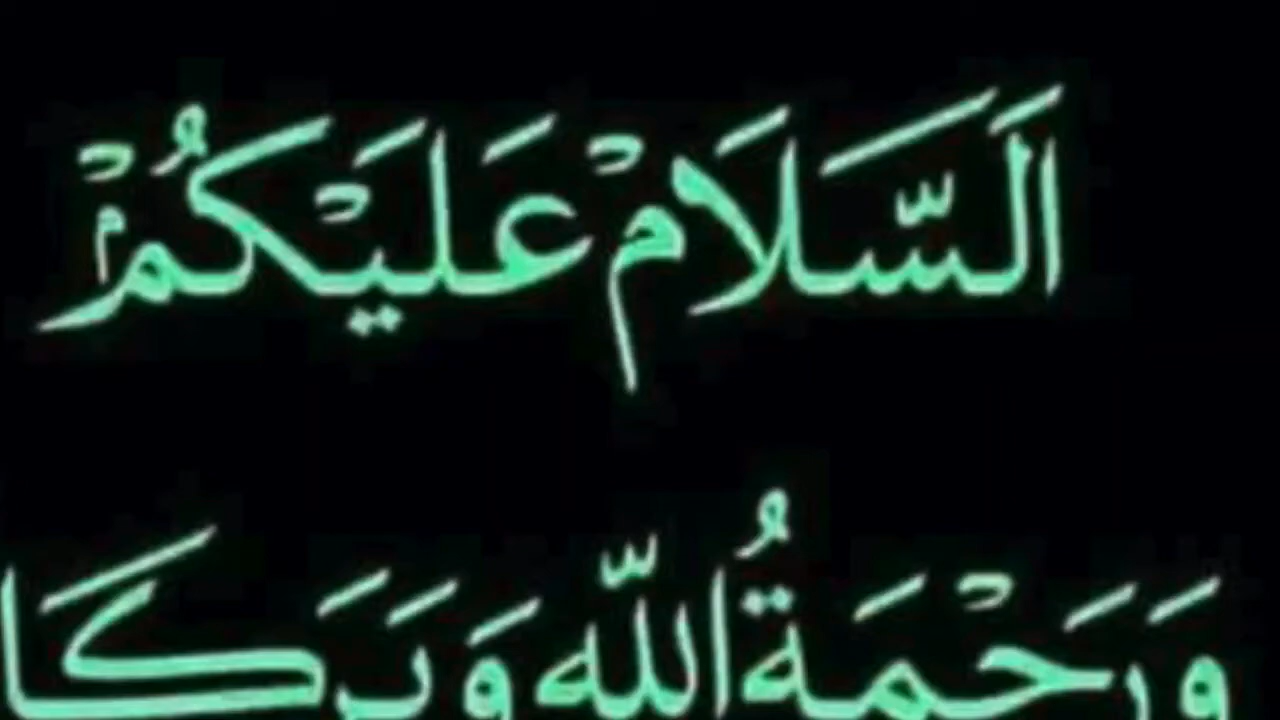 اَلسَّلَامْ عَلَيْكُمْ
وَرَحْمَةُ اللّه وَبَرَكَا